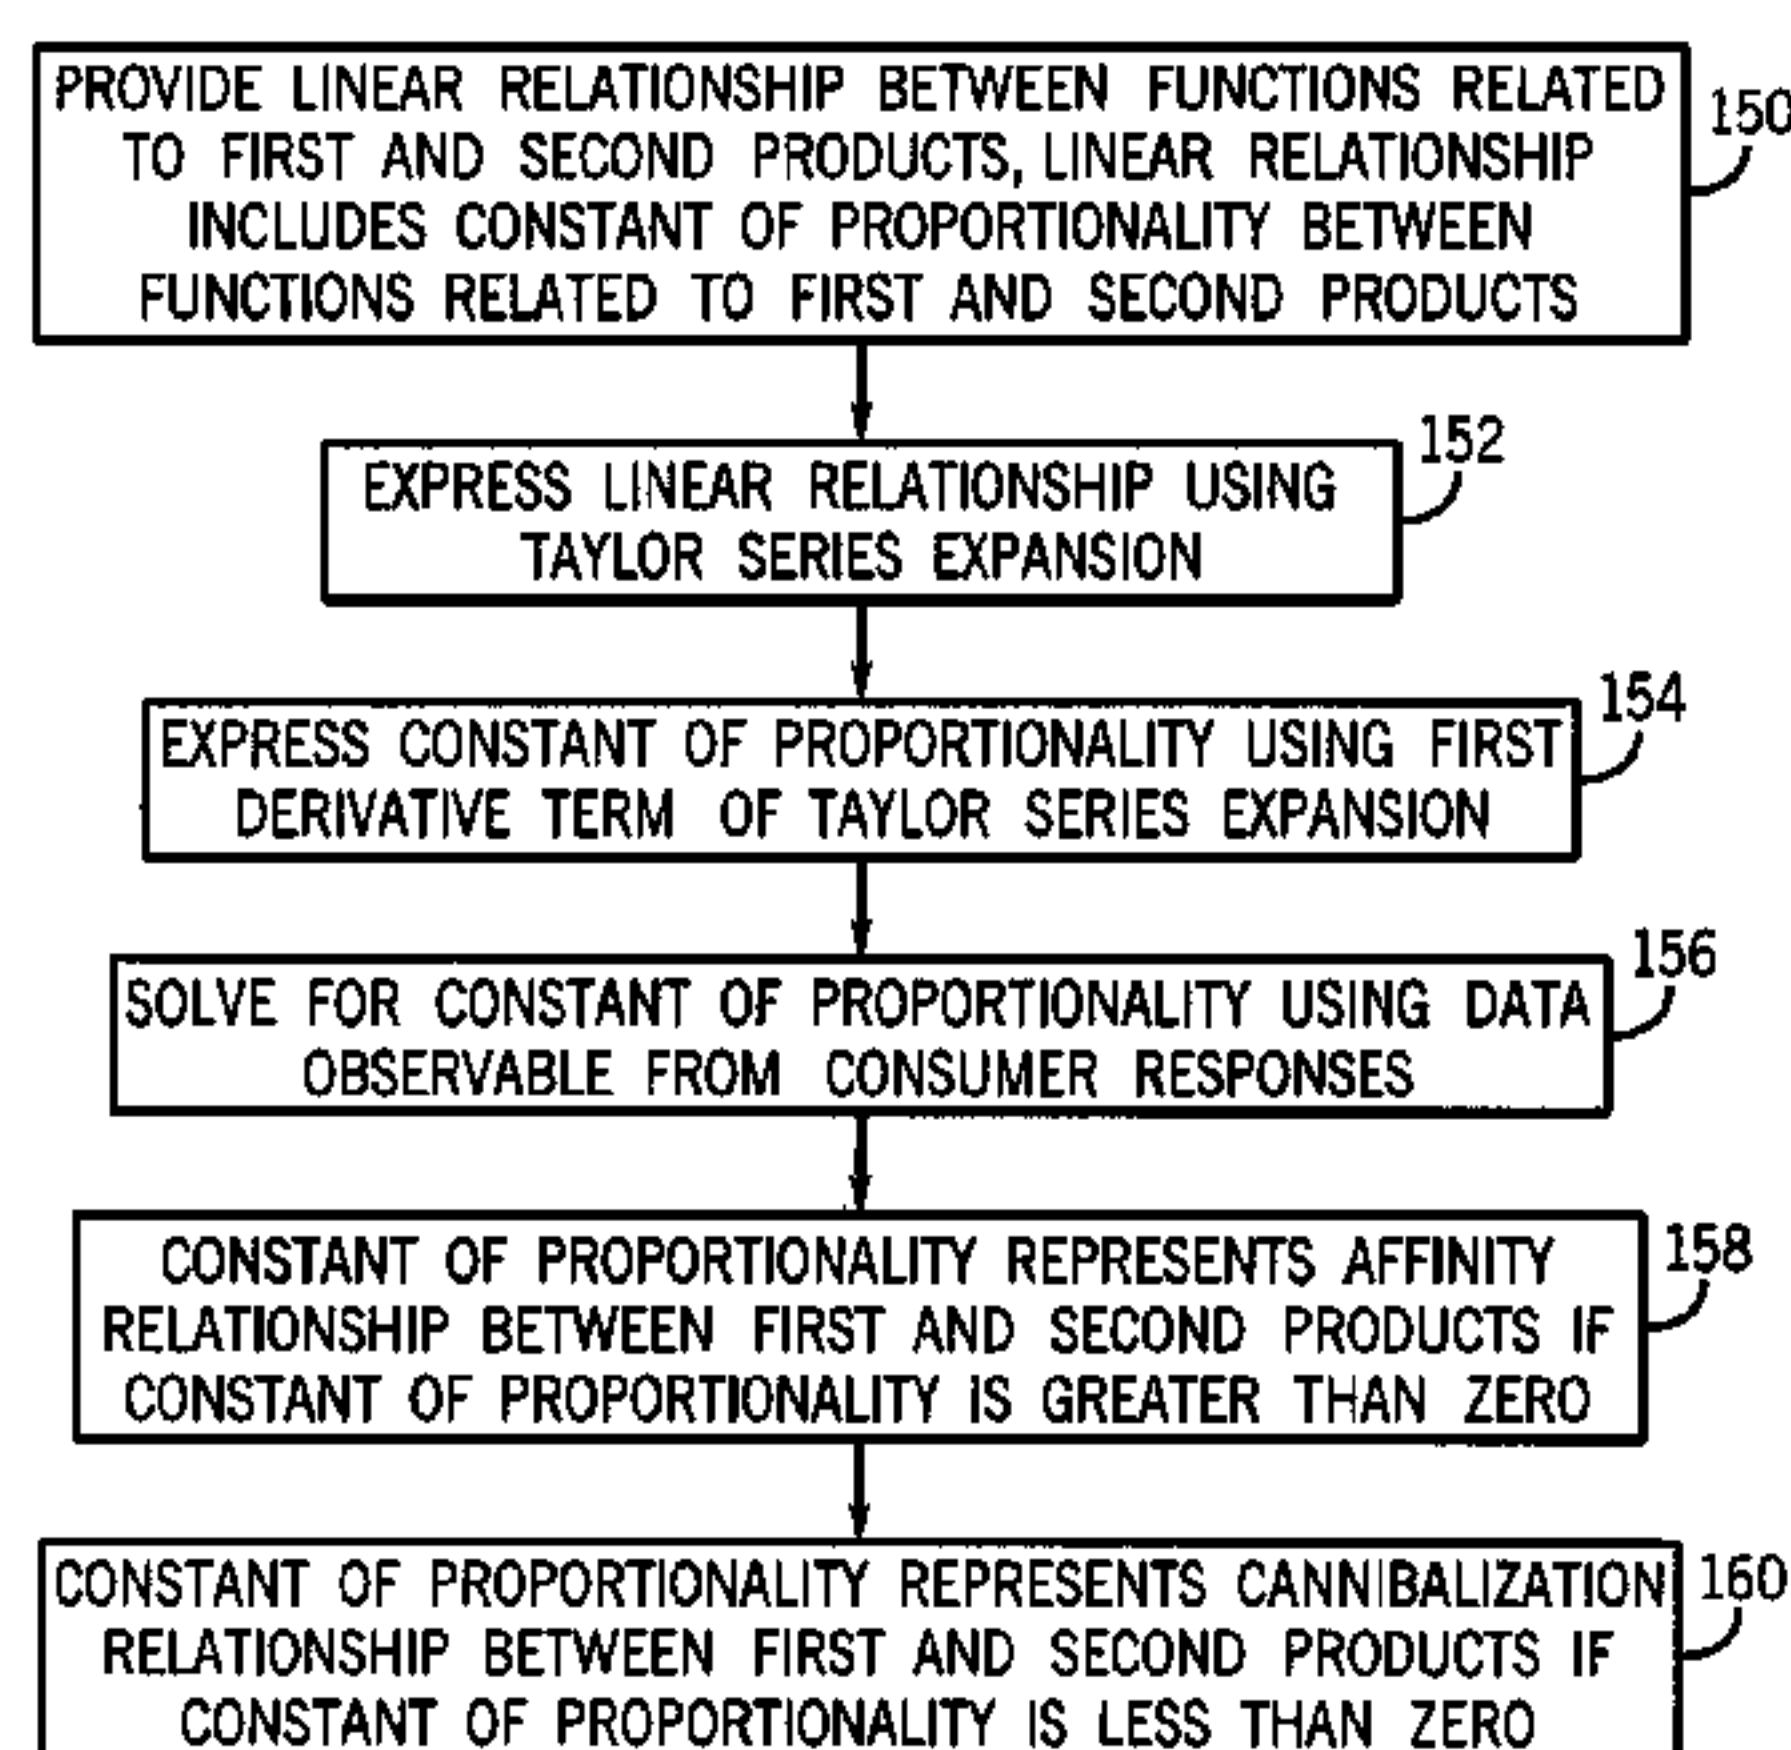 PROVIDE LINEAR RELATIONSHIP BETWEEN FUNCTIONS RELATED
TO FIRST AND SECOND PRODUCTS, LINEAR RELATIONSHIP
INCLUDES CONSTANT OF PROPORTIONALITY BETWEEN
FUNCTIONS RELATED TO FIRST AND SECOND PRODUCTS
150
EXPRESS LINEAR RELATIONSHIP USING
TAYLOR SERIES EXPANSION
152
EXPRESS CONSTANT OF PROPORTIONALITY USING FIRST
DERIVATIVE TERM OF TAYLOR SERIES EXPANSION
154
SOLVE FOR CONSTANT OF PROPORTIONALITY USING DATA
OBSERVABLE FROM CONSUMER RESPONSES
156
CONSTANT OF PROPORTIONALITY REPRESENTS AFFINITY
RELATIONSHIP BETWEEN FIRST AND SECOND PRODUCTS IF
CONSTANT OF PROPORTIONALITY IS GREATER THAN ZERO
158
CONSTANT OF PROPORTIONALITY REPRESENTS CANNIBALIZATION
RELATIONSHIP BETWEEN FIRST AND SECOND PRODUCTS IF
CONSTANT OF PROPORTIONALITY IS LESS THAN ZERO
160